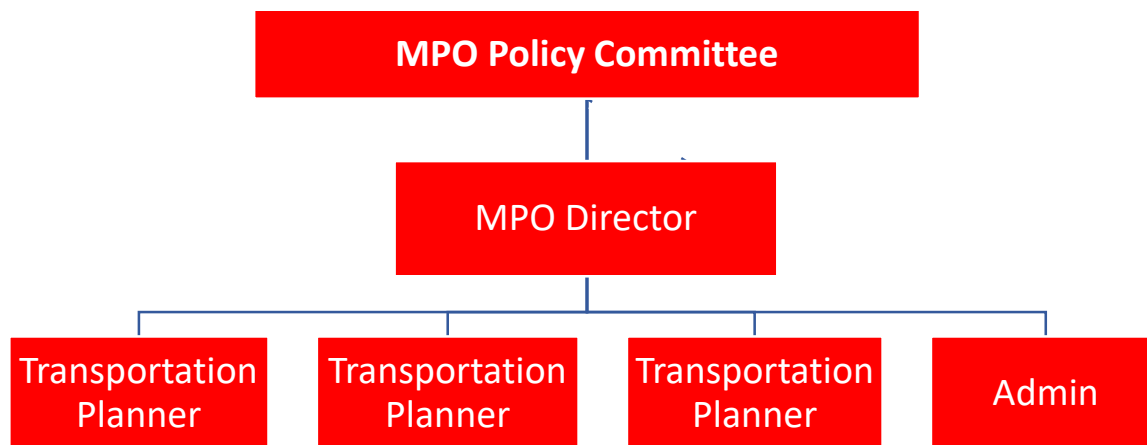 MPO Policy Committee
MPO Director
Transportation
Planner
Transportation
Planner
Transportation
Planner
Admin